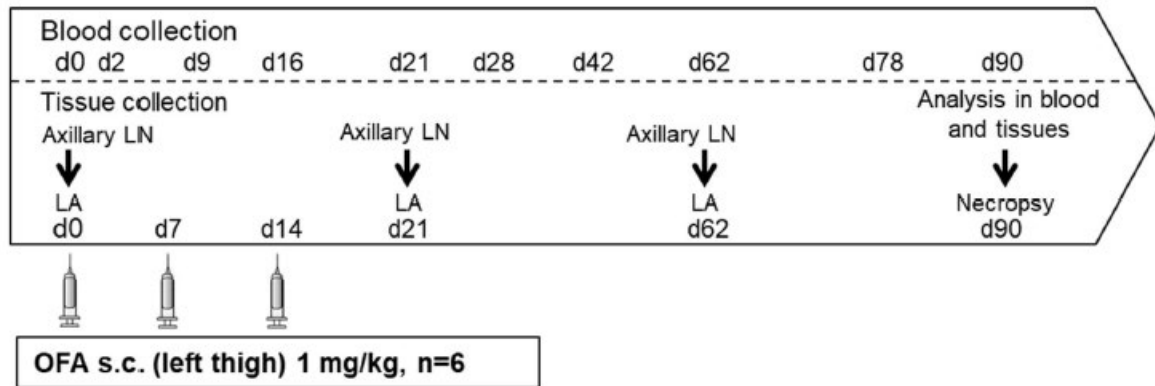 Blood collection
d0 d2 d9 d16 d21 d28 d42 d62 d78 d90
Tissue collection
Analysis in blood
and tissues
Axillary LN Axillary LN Axillary LN
LA LA LA Necropsy
d0 d7 d14 d21 d62 d90
OFA s.c. (left thigh) 1 mg/kg, n=6